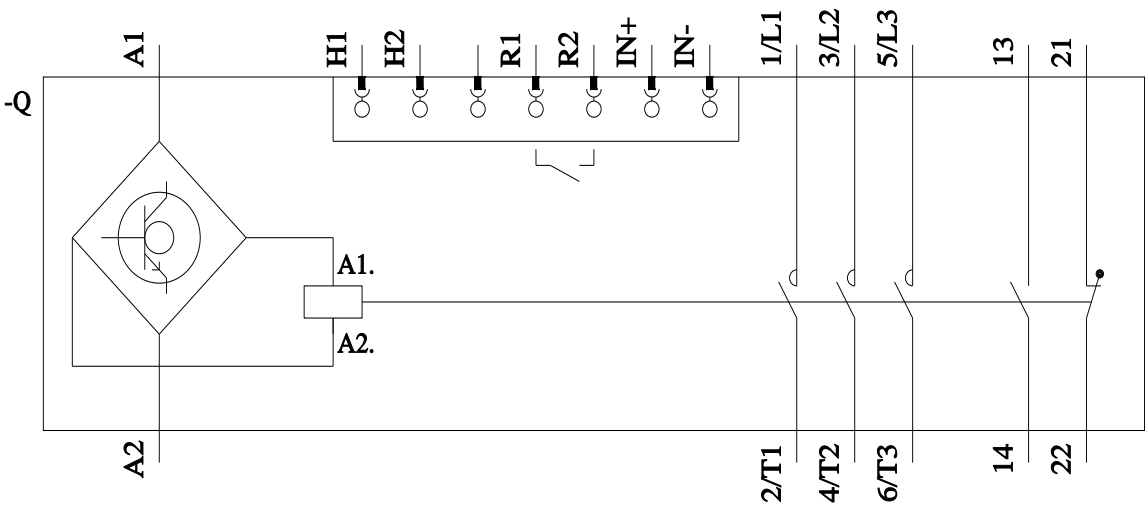 A1
H1
H2
R1
R2
IN+
IN-
1/L1
3/L2
5/L3
13
21
-Q
A1.
A2.
A2
2/T1
4/T2
6/T3
14
22